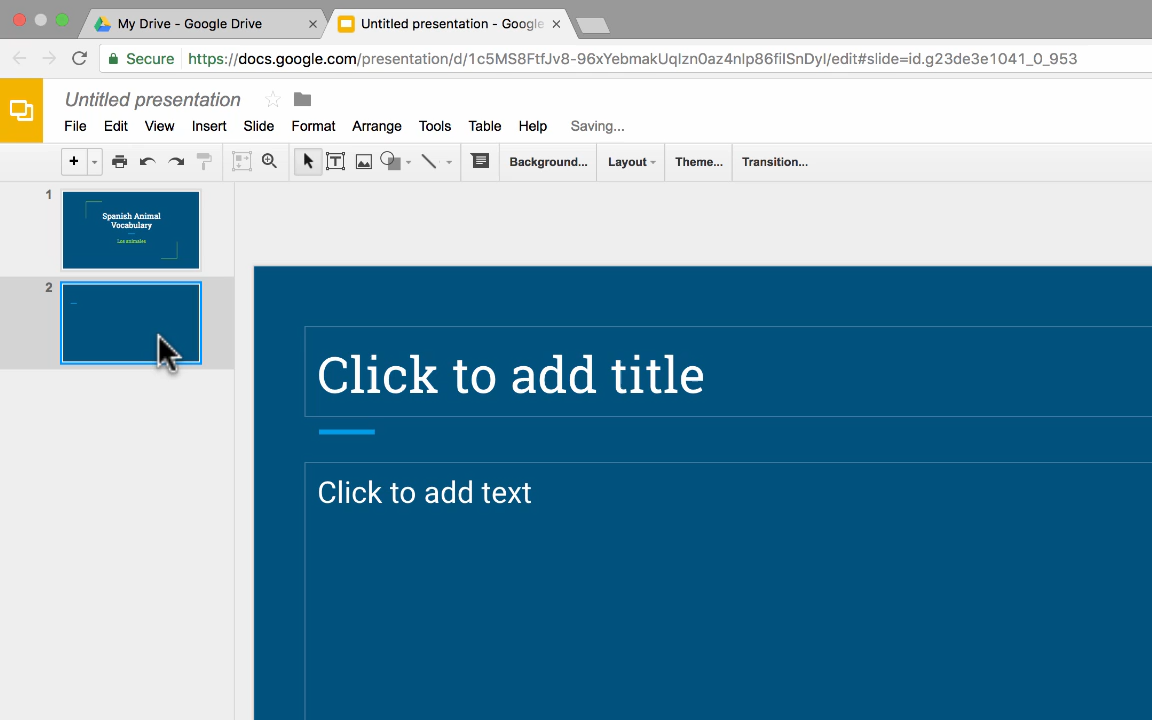 My Drive - Google Drive
Untitled presentation - Google
Secure https://docs.google.com/presentation/d/1c5MS8FtfJv8-96xYebmakUqIzn0az4nlp86filSnDyI/edit#slide=id.g23de3e1041_0_953
Untitled presentation
File Edit View Insert Slide Format Arrange Tools Table Help Saving...
Background... Layout Theme... Transition...
1
Spanish Animal
Vocabulary
Los animales
2
Click to add title
Click to add text